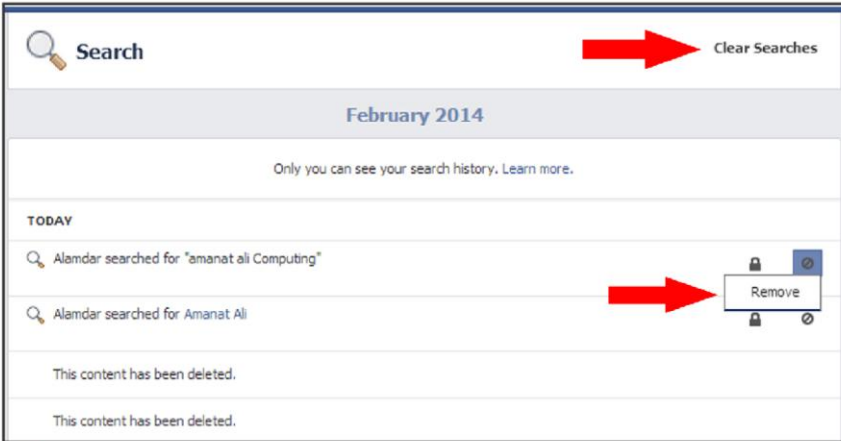 Search
Clear Searches
February 2014
Only you can see your search history. Learn more.
TODAY
Alamdar searched for "amanat ali Computing"
Remove
Alamdar searched for Amanat Ali
This content has been deleted.
This content has been deleted.